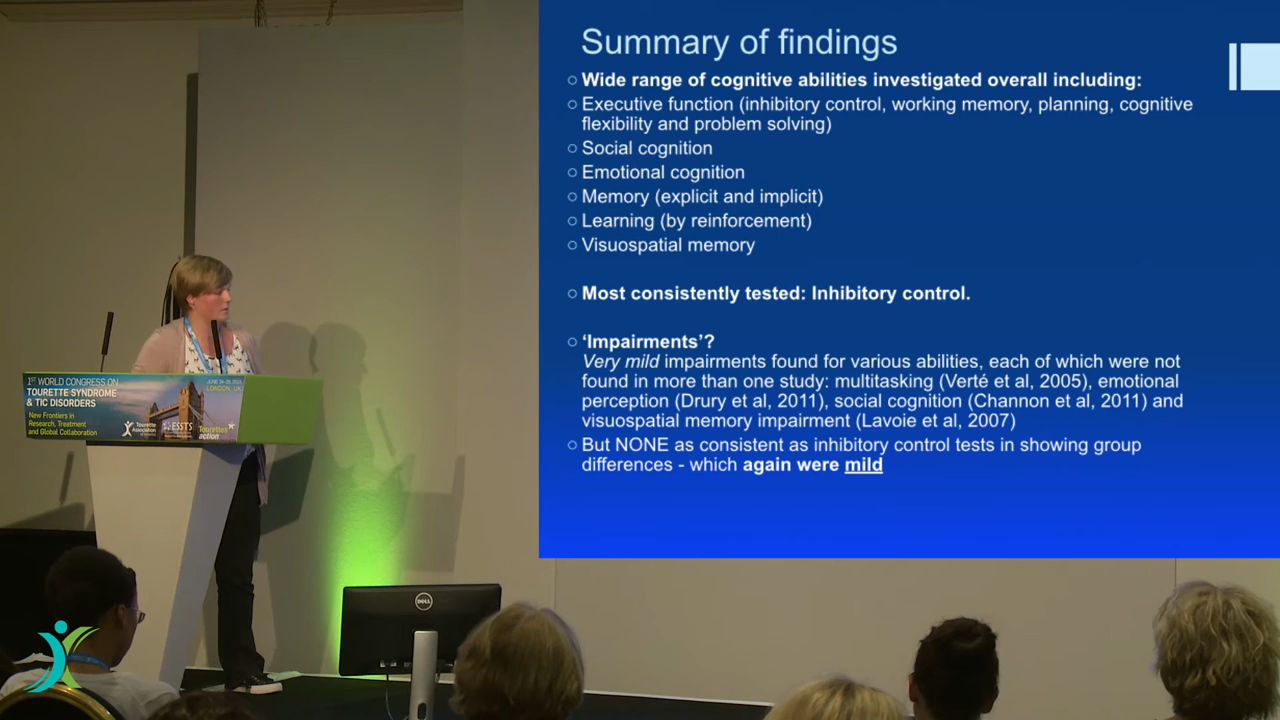 Summary of findings
○ Wide range of cognitive abilities investigated overall including:
○ Executive function (inhibitory control, working memory, planning, cognitive
flexibility and problem solving)
○ Social cognition
○ Emotional cognition
○ Memory (explicit and implicit)
○ Learning (by reinforcement)
○ Visuospatial memory
○ Most consistently tested: Inhibitory control.
○ ‘Impairments’?
Very mild impairments found for various abilities, each of which were not
found in more than one study: multitasking (Verté et al, 2005), emotional
perception (Drury et al, 2011), social cognition (Channon et al, 2011) and
visuospatial memory impairment (Lavoie et al, 2007)
○ But NONE as consistent as inhibitory control tests in showing group
differences - which again were mild
1ST WORLD CONGRESS ON
TOURETTE SYNDROME
& TIC DISORDERS
New Frontiers in
Research, Treatment
and Global Collaboration
LONDON, UK
Tourette
Association
ESSTS
Tourettes
action
DELL